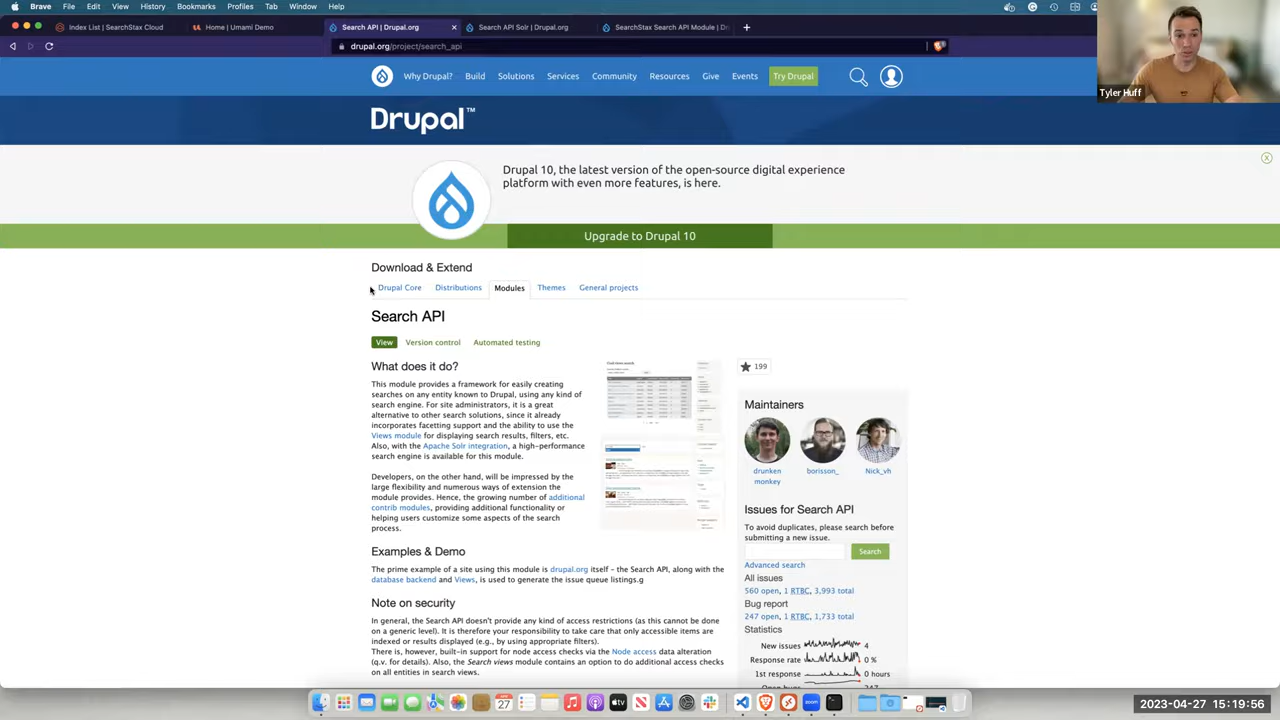 Brave File Edit View History Bookmarks Profiles Tab Window Help
Index List | SearchStax Cloud
Home | Umami Demo
Search API | Drupal.org
Search API Solr | Drupal.org
SearchStax Search API Module | Dr
drupal.org/project/search_api
Tyler Huff
Why Drupal? Build Solutions Services Community Resources Give Events Try Drupal
Drupal™
Drupal 10, the latest version of the open-source digital experience
platform with even more features, is here.
Upgrade to Drupal 10
Download & Extend
Drupal Core Distributions Modules Themes General projects
Search API
View Version control Automated testing
What does it do?
This module provides a framework for easily creating
searches on any entity known to Drupal, using any kind of
search engine. For site administrators, it is a great
alternative to other search solutions, since it already
incorporates facetting support and the ability to use the
Views module for displaying search results, filters, etc.
Also, with the Apache Solr integration, a high-performance
search engine is available for this module.
Developers, on the other hand, will be impressed by the
large flexibility and numerous ways of extension the
module provides. Hence, the growing number of additional
contrib modules, providing additional functionality or
helping users customize some aspects of the search
process.
Examples & Demo
The prime example of a site using this module is drupal.org itself – the Search API, along with the
database backend and Views, is used to generate the issue queue listings.g
Note on security
In general, the Search API doesn't provide any kind of access restrictions (as this cannot be done
on a generic level). It is therefore your responsibility to take care that only accessible items are
indexed or results displayed (e.g., by using appropriate filters).
There is, however, built-in support for node access checks via the Node access data alteration
(q.v. for details). Also, the Search views module contains an option to do additional access checks
on all entities in search views.
199
Maintainers
drunken
monkey
borisson_
Nick_vh
Issues for Search API
To avoid duplicates, please search before
submitting a new issue.
Search
Advanced search
All issues
560 open, 1 RTBC, 3,993 total
Bug report
247 open, 1 RTBC, 1,733 total
Statistics
New issues 4
Response rate 0 %
1st response 0 hours
Open bugs 247
APR
27
zoom
2023-04-27 15:19:56